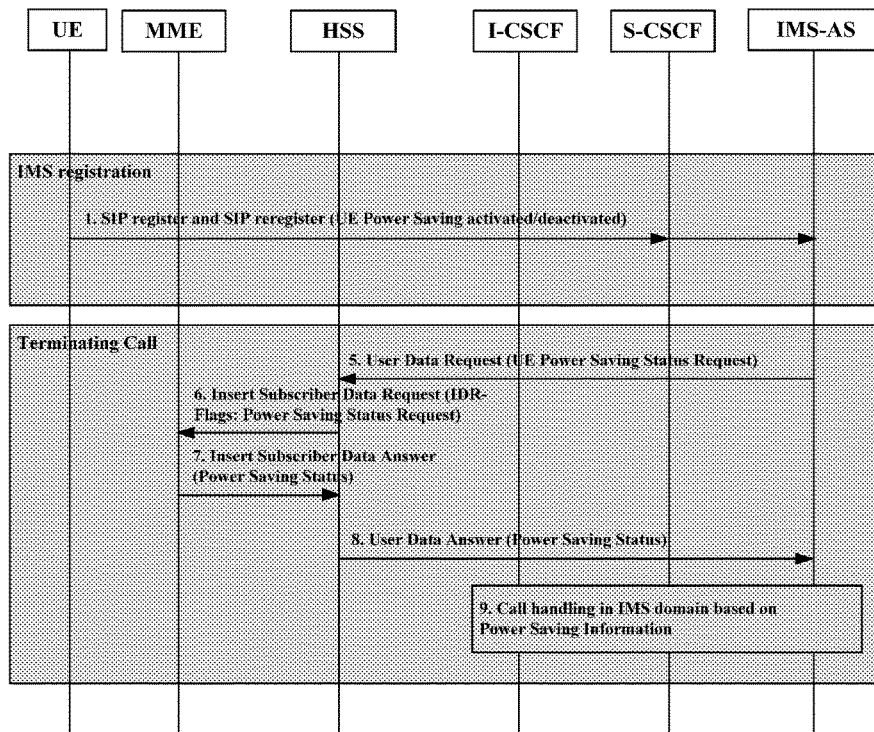 UE MME HSS I-CSCF S-CSCF IMS-AS
IMS registration
1. SIP register and SIP reregister (UE Power Saving activated/deactivated)
Terminating Call
5. User Data Request (UE Power Saving Status Request)
6. Insert Subscriber Data Request (IDR-
Flags: Power Saving Status Request)
7. Insert Subscriber Data Answer
(Power Saving Status)
8. User Data Answer (Power Saving Status)
9. Call handling in IMS domain based on
Power Saving Information